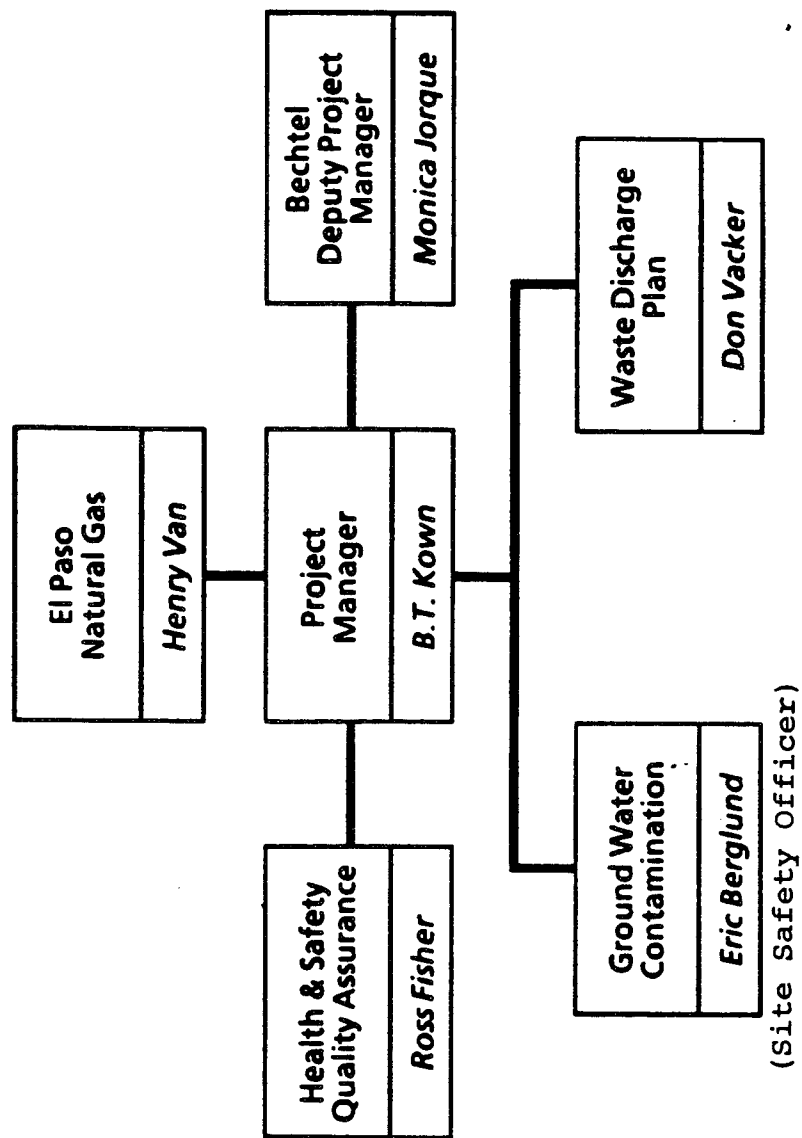 El Paso
Natural Gas
Henry Van
Health & Safety
Quality Assurance
Ross Fisher
Project
Manager
B.T. Kown
Bechtel
Deputy Project
Manager
Monica Jorque
Ground Water
Contamination
Eric Berglund
(Site Safety Officer)
Waste Discharge
Plan
Don Vacker